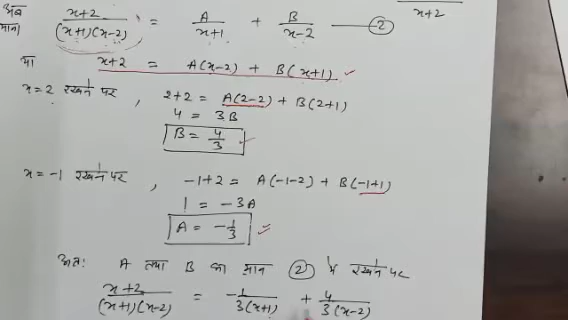 x+2
अब माना x+2/(x+1)(x-2) = A/x+1 + B/x-2 —— ②
या x+2 = A(x-2) + B(x+1)
x=2 रखने पर , 2+2 = A(2-2) + B(2+1)
4 = 3B
B = 4/3
x=-1 रखने पर , -1+2 = A(-1-2) + B(-1+1)
1 = -3A
A = -1/3
अतः A तथा B का मान ② में रखने पर
x+2/(x+1)(x-2) = -1/3(x+1) + 4/3(x-2)